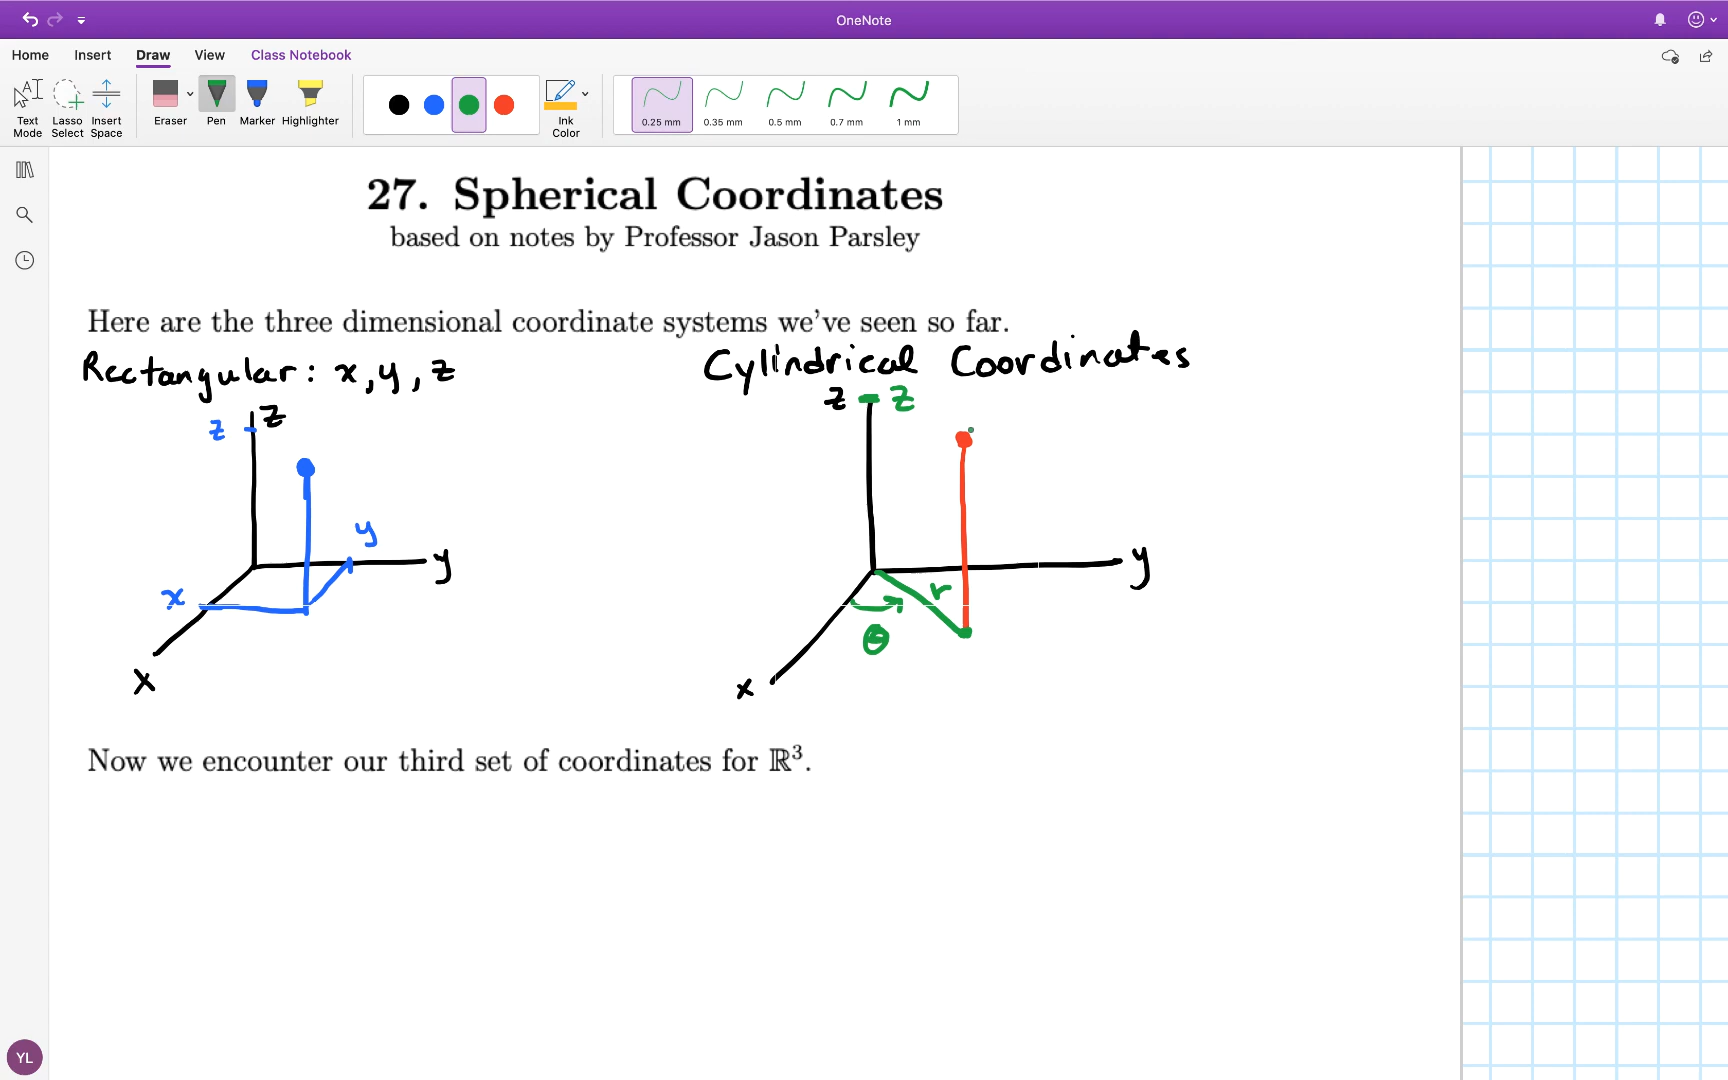 OneNote
Home Insert Draw View Class Notebook
Text Mode
Lasso Select
Insert Space
Eraser
Pen
Marker
Highlighter
Ink Color
0.25 mm 0.35 mm 0.5 mm 0.7 mm 1 mm
27. Spherical Coordinates
based on notes by Professor Jason Parsley
Here are the three dimensional coordinate systems we've seen so far.
Rectangular: x, y, z
z z
y
y
x
x
Cylindrical Coordinates
z z
y
r
θ
x
Now we encounter our third set of coordinates for ℝ³.
YL